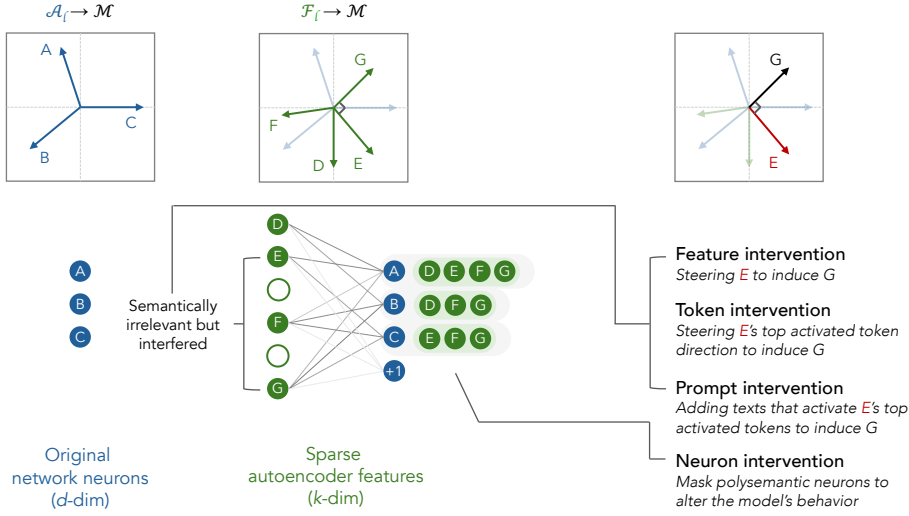 𝒜_l → ℳ
ℱ_l → ℳ
A
B
C
G
F
D
E
G
E
D
E
F
G
A
B
C
Semantically
irrelevant but
interfered
A D E F G
B D F G
C E F G
+1
Feature intervention
Steering E to induce G
Token intervention
Steering E's top activated token
direction to induce G
Prompt intervention
Adding texts that activate E's top
activated tokens to induce G
Neuron intervention
Mask polysemantic neurons to
alter the model's behavior
Original
network neurons
(d-dim)
Sparse
autoencoder features
(k-dim)